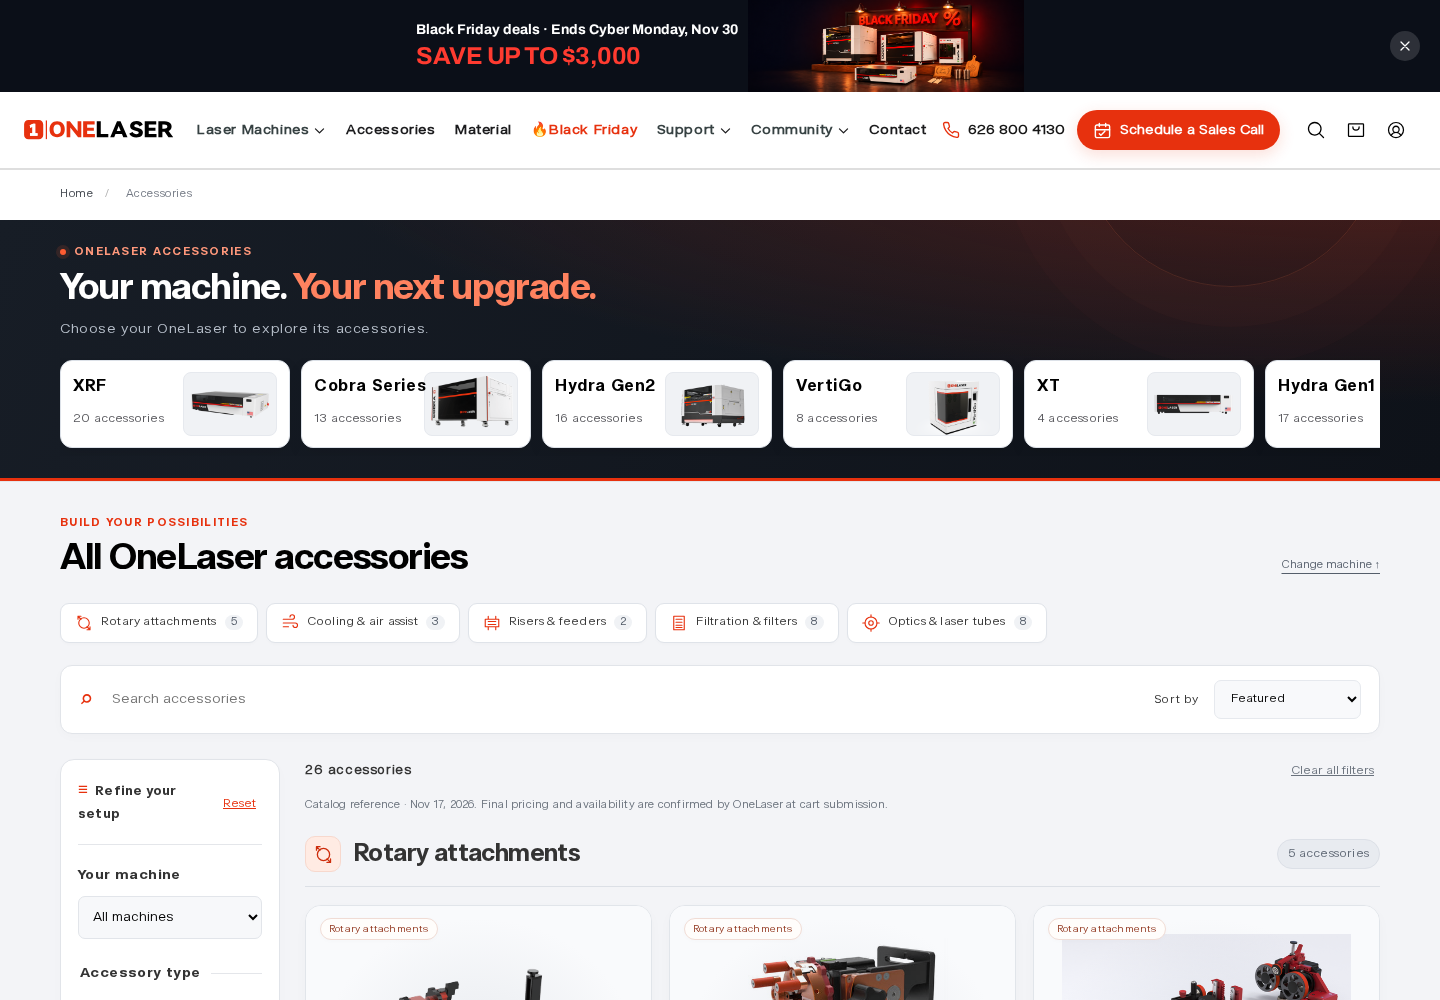 Black Friday deals · Ends Cyber Monday, Nov 30
SAVE UP TO $3,000
BLACK FRIDAY %
1 ONELASER
Laser Machines
Accessories
Material
🔥Black Friday
Support
Community
Contact
626 800 4130
Schedule a Sales Call
Home / Accessories
ONELASER ACCESSORIES
Your machine. Your next upgrade.
Choose your OneLaser to explore its accessories.
XRF
20 accessories
Cobra Series
13 accessories
Hydra Gen2
16 accessories
VertiGo
8 accessories
XT
4 accessories
Hydra Gen1
17 accessories
BUILD YOUR POSSIBILITIES
All OneLaser accessories
Change machine ↑
Rotary attachments 5
Cooling & air assist 3
Risers & feeders 2
Filtration & filters 8
Optics & laser tubes 8
Search accessories
Sort by
Featured
≡ Refine your setup
Reset
Your machine
All machines
Accessory type
26 accessories
Clear all filters
Catalog reference · Nov 17, 2026. Final pricing and availability are confirmed by OneLaser at cart submission.
Rotary attachments
5 accessories
Rotary attachments
Rotary attachments
Rotary attachments